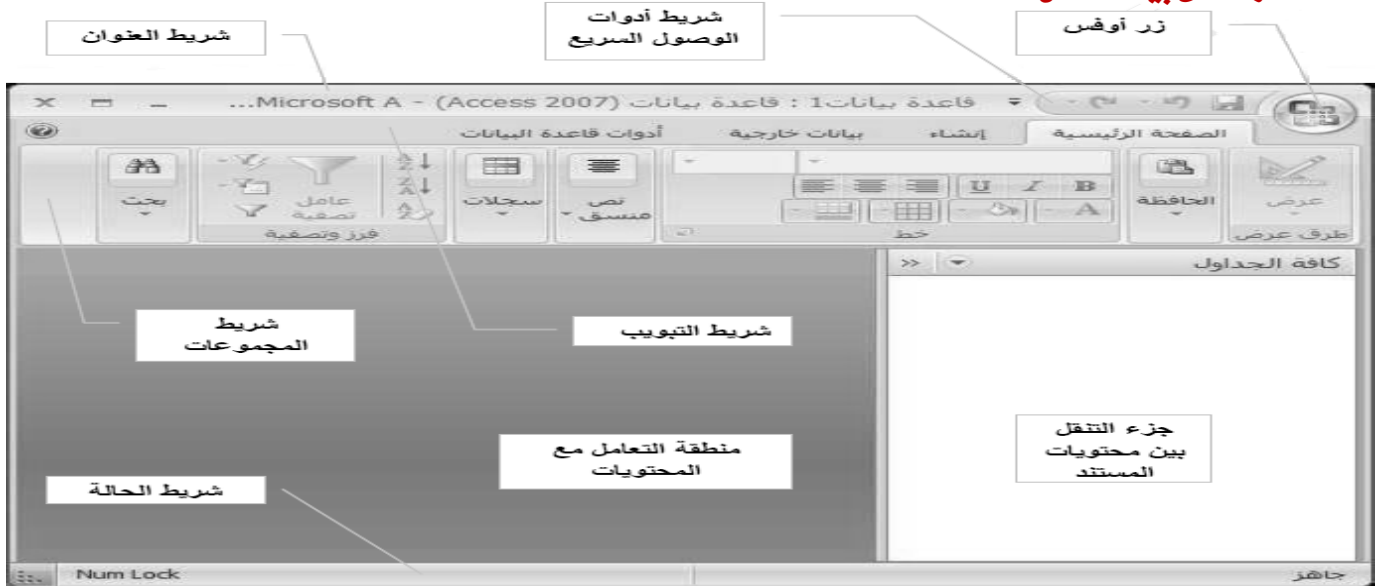 زر أوفس
شريط أدوات
الوصول السريع
شريط العنوان
قاعدة بيانات1 : قاعدة بيانات (Access 2007) - Microsoft A...
الصفحة الرئيسية إنشاء بيانات خارجية أدوات قاعدة البيانات
عرض
طرق عرض
الحافظة
B I U
A
خط
نص
منسق
سجلات
عامل
تصفية
فرز وتصفية
بحث
كافة الجداول
شريط التبويب
شريط
المجموعات
جزء التنقل
بين محتويات
المستند
منطقة التعامل مع
المحتويات
شريط الحالة
جاهز
Num Lock